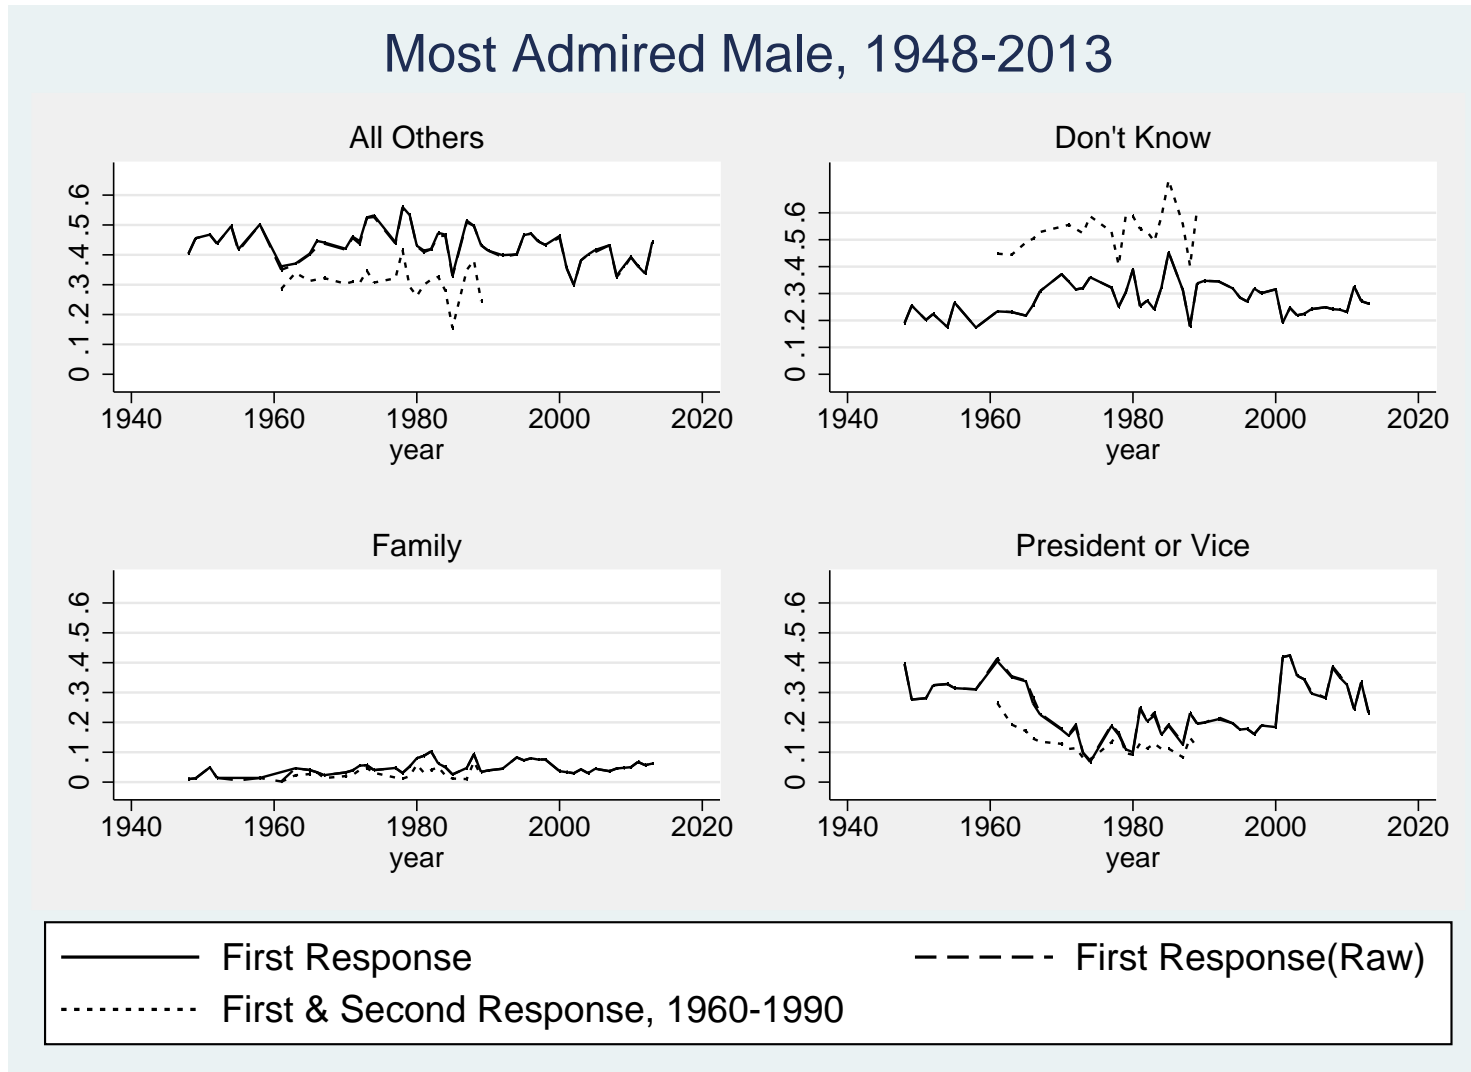 Most Admired Male, 1948-2013
All Others
Don't Know
0 .1 .2 .3 .4 .5 .6
0 .1 .2 .3 .4 .5 .6
1940 1960 1980 2000 2020
1940 1960 1980 2000 2020
year
year
Family
President or Vice
0 .1 .2 .3 .4 .5 .6
0 .1 .2 .3 .4 .5 .6
1940 1960 1980 2000 2020
1940 1960 1980 2000 2020
year
year
First Response
First Response(Raw)
First & Second Response, 1960-1990